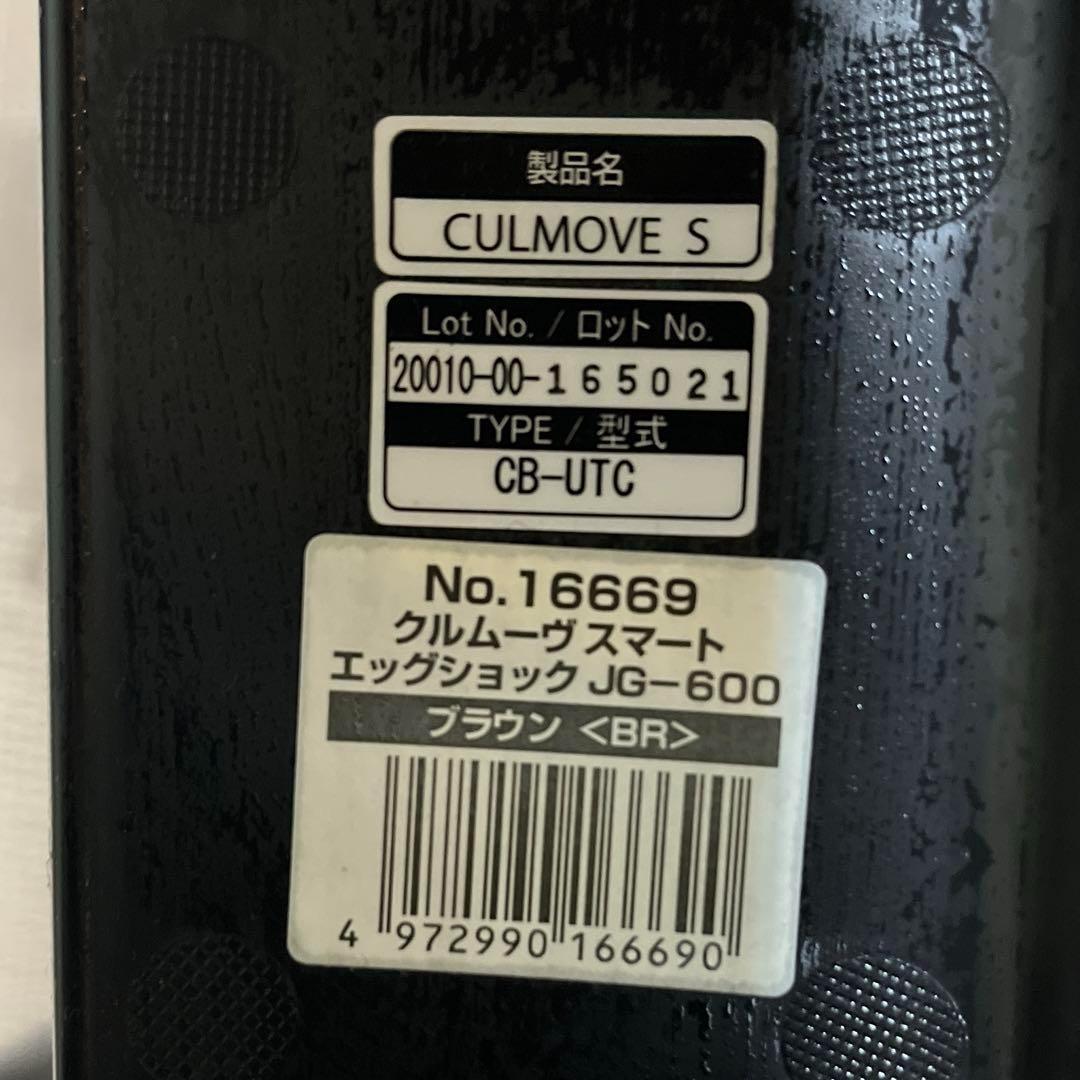 製品名
CULMOVE S
Lot No. / ロット No.
20010-00-165021
TYPE / 型式
CB-UTC
No.16669
クルムーヴ スマート
エッグショック JG-600
ブラウン <BR>
4 972990 166690